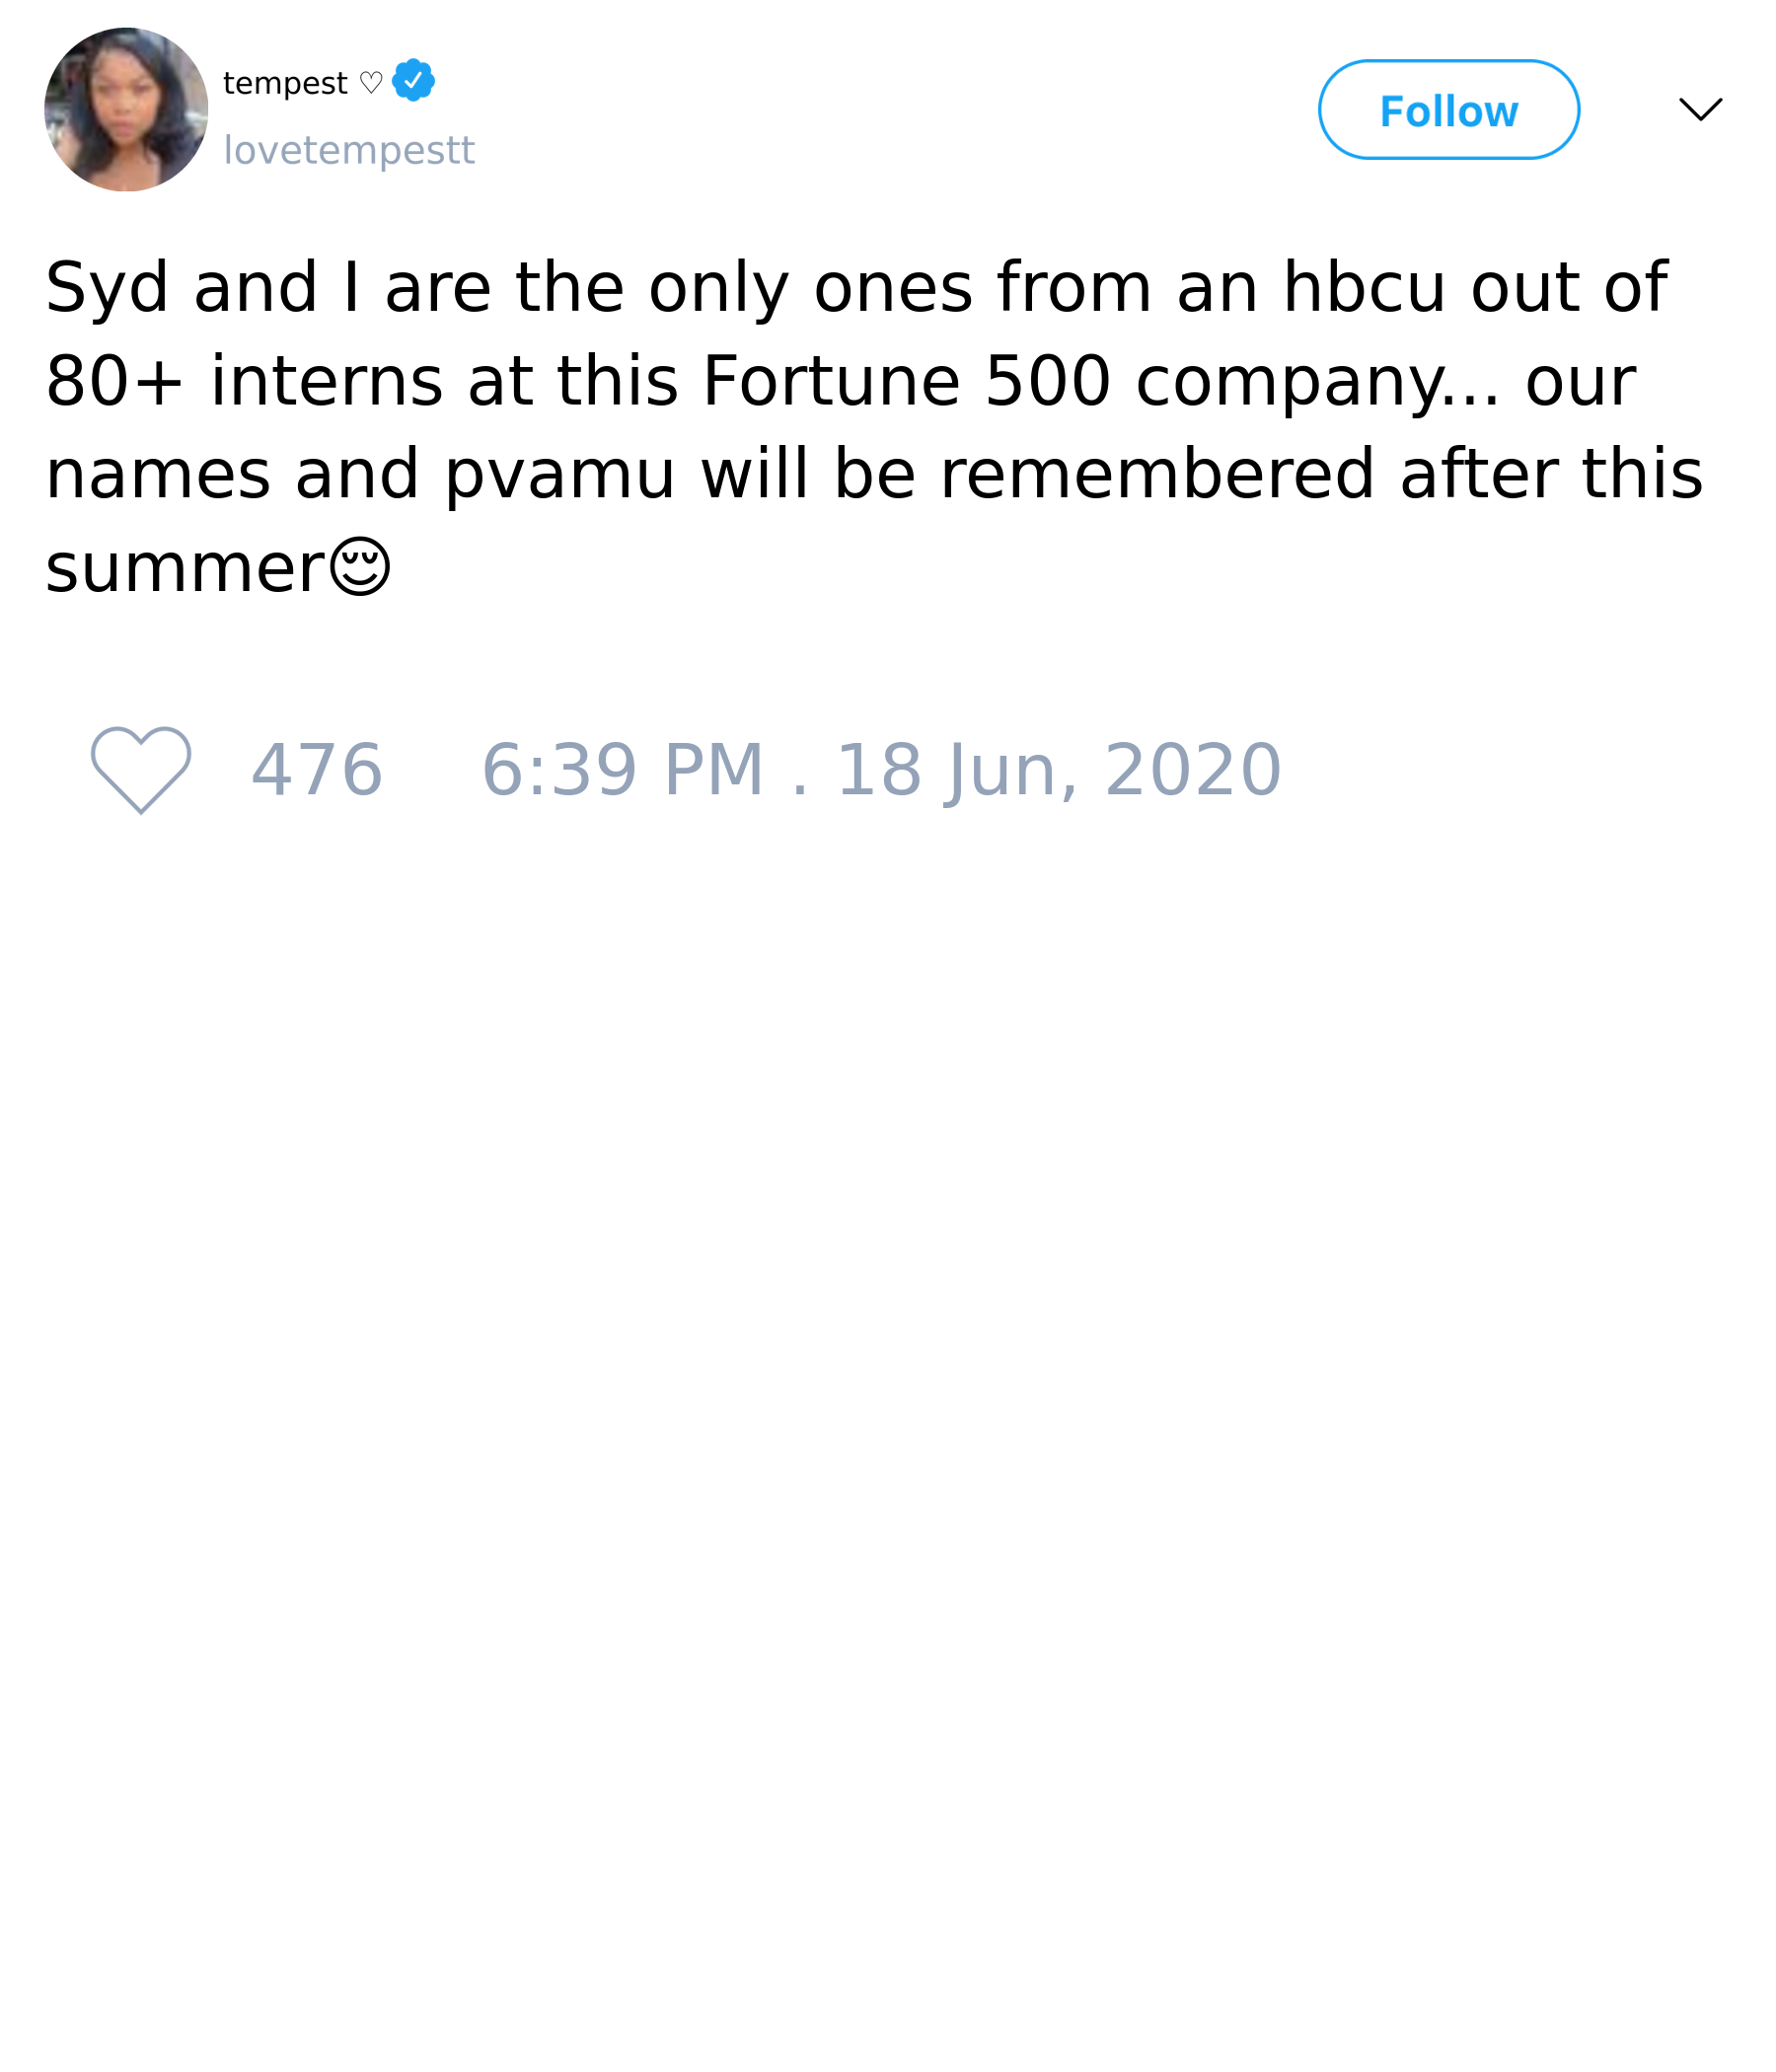 tempest ♡
lovetempestt
Follow
Syd and I are the only ones from an hbcu out of
80+ interns at this Fortune 500 company... our
names and pvamu will be remembered after this
summer😌
476 6:39 PM . 18 Jun, 2020